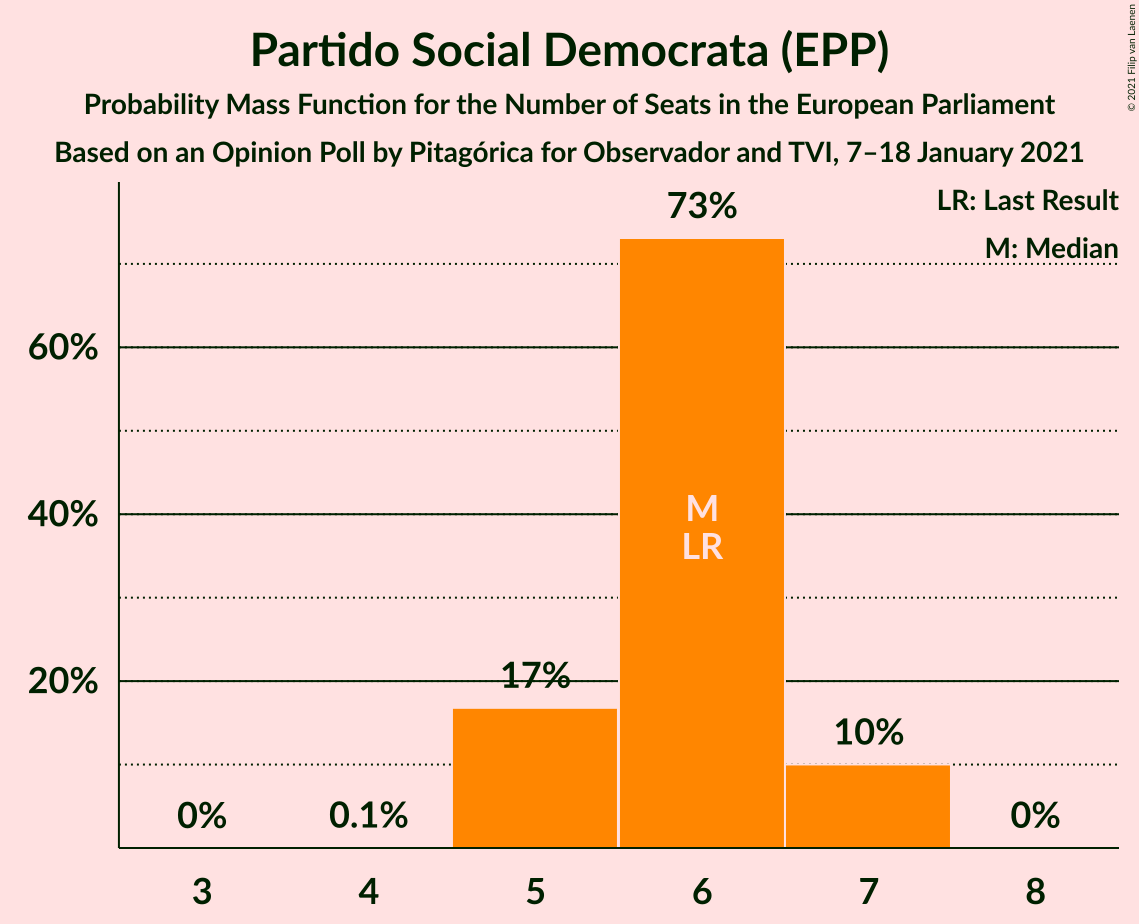 Partido Social Democrata (EPP)
Probability Mass Function for the Number of Seats in the European Parliament
Based on an Opinion Poll by Pitagórica for Observador and TVI, 7–18 January 2021
© 2021 Filip van Laenen
LR: Last Result
M: Median
73%
60%
40%
20%
M
LR
17%
10%
0%
0.1%
0%
3
4
5
6
7
8